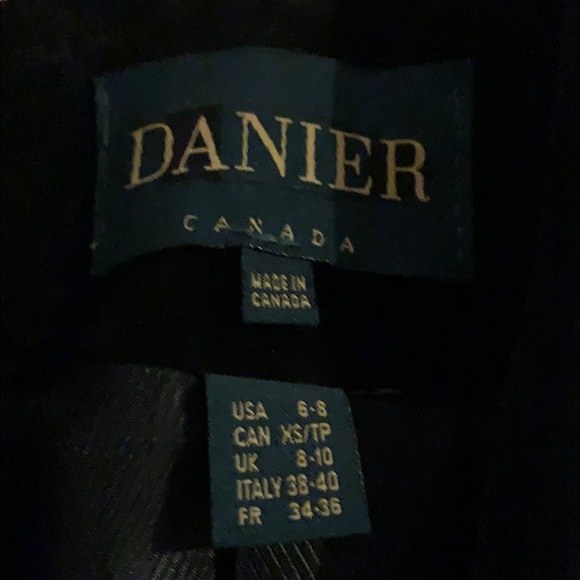 DANIER
CANADA
MADE IN
CANADA
USA 6-8
CAN XS/TP
UK 8-10
ITALY 38-40
FR 34-36